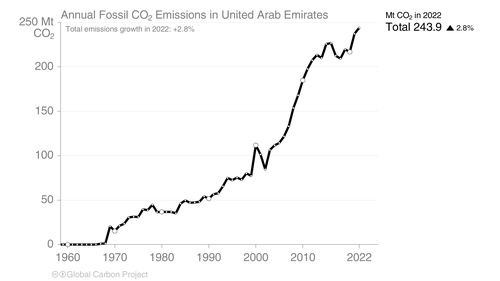 Annual Fossil CO₂ Emissions in United Arab Emirates
Total emissions growth in 2022: +2.8%
Mt CO₂ in 2022
Total 243.9 ▲ 2.8%
250 Mt
CO₂
200
150
100
50
0
1960 1970 1980 1990 2000 2010 2022
Global Carbon Project